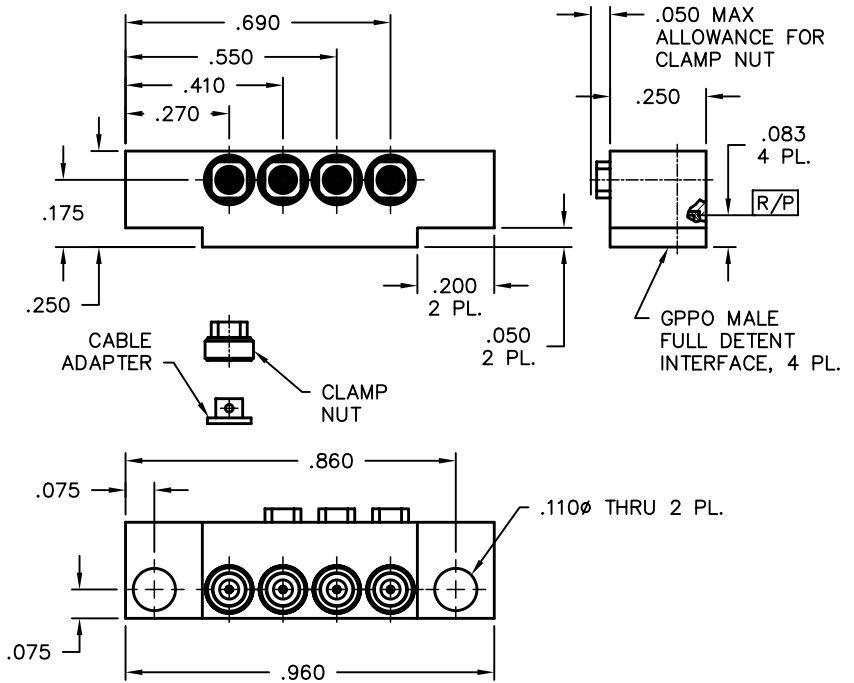 .690
.550
.410
.270
.175
.250
.200
2 PL.
.050
2 PL.
.050 MAX
ALLOWANCE FOR
CLAMP NUT
.250
.083
4 PL.
R/P
GPPO MALE
FULL DETENT
INTERFACE, 4 PL.
CABLE
ADAPTER
CLAMP
NUT
.860
.075
.110ø THRU 2 PL.
.075
.960